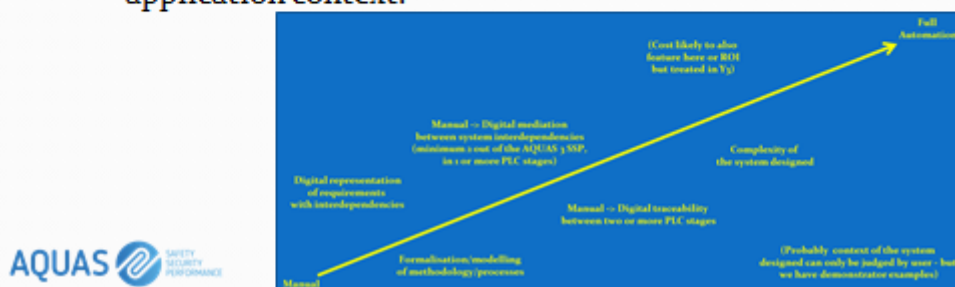 application context.
Full
Automation
(Cost likely to also
feature here or ROI
but treated in Y3)
Manual -> Digital mediation
between system interdependencies
(minimum 2 out of the AQUAS 3 SSP,
in 1 or more PLC stages)
Complexity of
the system designed
Digital representation
of requirements
with interdependencies
Manual -> Digital traceability
between two or more PLC stages
Formalisation/modelling
of methodology/processes
(Probably context of the system
designed can only be judged by user - but
we have demonstrator examples)
Manual
AQUAS
SAFETY
SECURITY
PERFORMANCE